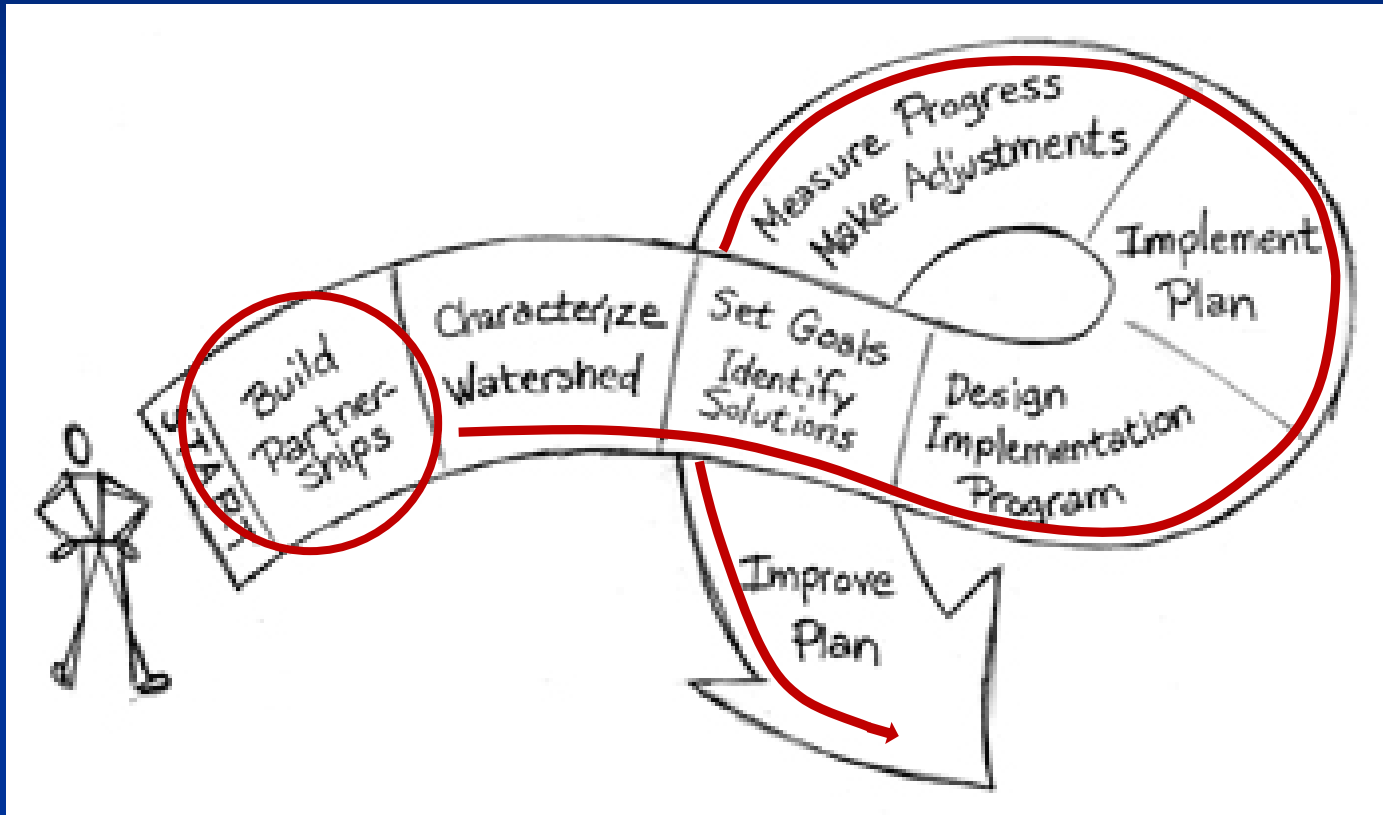 START
Build
Partner-
ships
Characterize
Watershed
Set Goals
Identify
Solutions
Design
Implementation
Program
Implement
Plan
Measure Progress
Make Adjustments
Improve
Plan